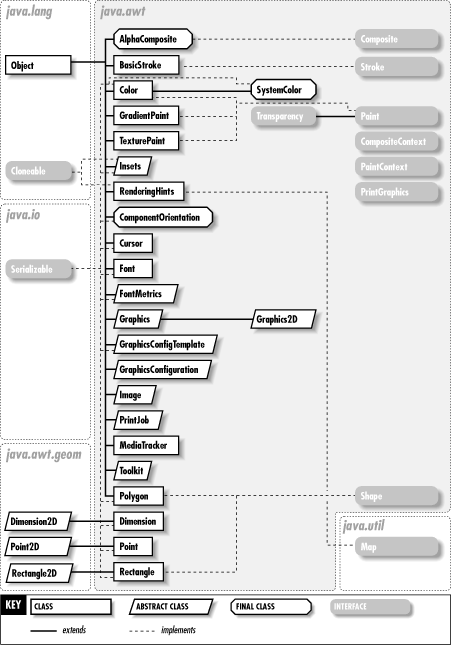 java.lang
java.awt
AlphaComposite
Composite
Object
BasicStroke
Stroke
Color
SystemColor
GradientPaint
Transparency
Paint
TexturePaint
CompositeContext
Cloneable
Insets
PaintContext
RenderingHints
PrintGraphics
java.io
ComponentOrientation
Cursor
Serializable
Font
FontMetrics
Graphics
Graphics2D
GraphicsConfigTemplate
GraphicsConfiguration
Image
PrintJob
MediaTracker
java.awt.geom
Toolkit
Polygon
Shape
Dimension2D
Dimension
java.util
Point2D
Point
Map
Rectangle2D
Rectangle
KEY
CLASS
ABSTRACT CLASS
FINAL CLASS
INTERFACE
extends
implements